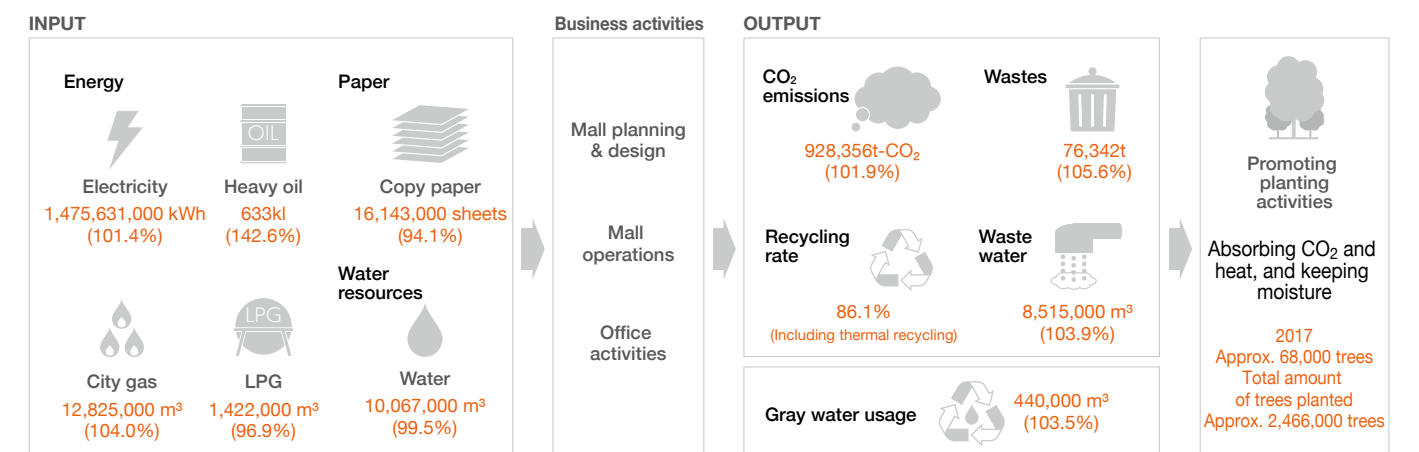 INPUT
Energy
OIL
Electricity
1,475,631,000 kWh
(101.4%)
Heavy oil
633kl
(142.6%)
City gas
12,825,000 m³
(104.0%)
LPG
LPG
1,422,000 m³
(96.9%)
Paper
Copy paper
16,143,000 sheets
(94.1%)
Water
resources
Water
10,067,000 m³
(99.5%)
Business activities
Mall planning
& design
Mall
operations
Office
activities
OUTPUT
CO₂
emissions
928,356t-CO₂
(101.9%)
Wastes
76,342t
(105.6%)
Recycling
rate
86.1%
(Including thermal recycling)
Waste
water
8,515,000 m³
(103.9%)
Gray water usage
440,000 m³
(103.5%)
Promoting
planting
activities
Absorbing CO₂ and
heat, and keeping
moisture
2017
Approx. 68,000 trees
Total amount
of trees planted
Approx. 2,466,000 trees